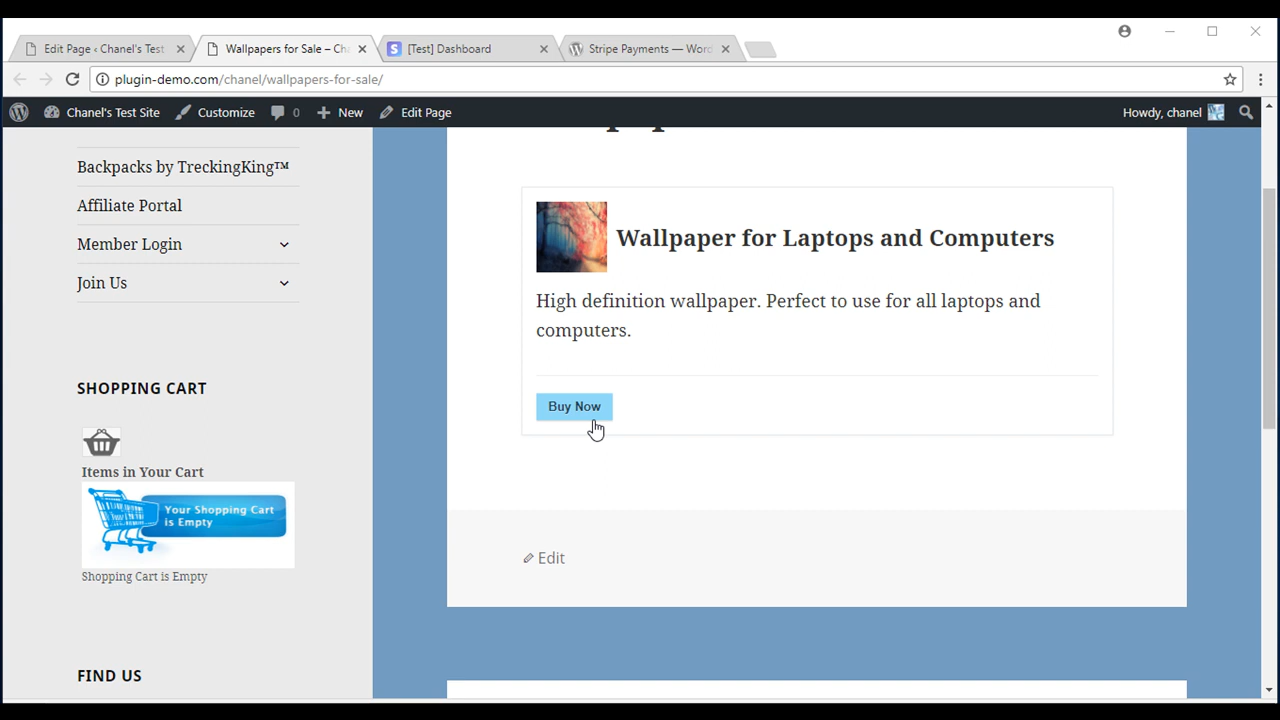 Edit Page ‹ Chanel's Test
Wallpapers for Sale – Cha
[Test] Dashboard
Stripe Payments — Word
plugin-demo.com/chanel/wallpapers-for-sale/
Chanel's Test Site
Customize
0
New
Edit Page
Howdy, chanel
Backpacks by TreckingKing™
Affiliate Portal
Member Login
Join Us
SHOPPING CART
Items in Your Cart
Your Shopping Cart
is Empty
Shopping Cart is Empty
FIND US
Wallpaper for Laptops and Computers
High definition wallpaper. Perfect to use for all laptops and
computers.
Buy Now
Edit